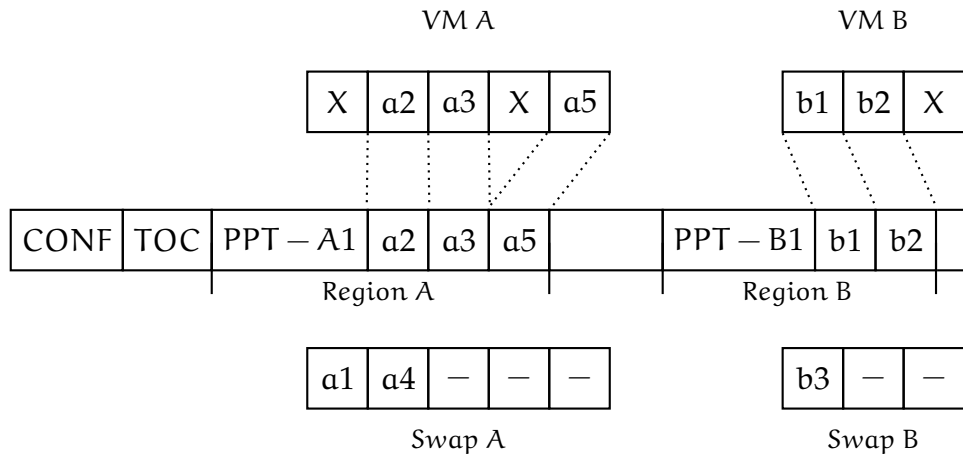 VM A VM B
X a2 a3 X a5 b1 b2 X
CONF TOC PPT – A1 a2 a3 a5 PPT – B1 b1 b2
Region A Region B
a1 a4 – – – b3 – –
Swap A Swap B